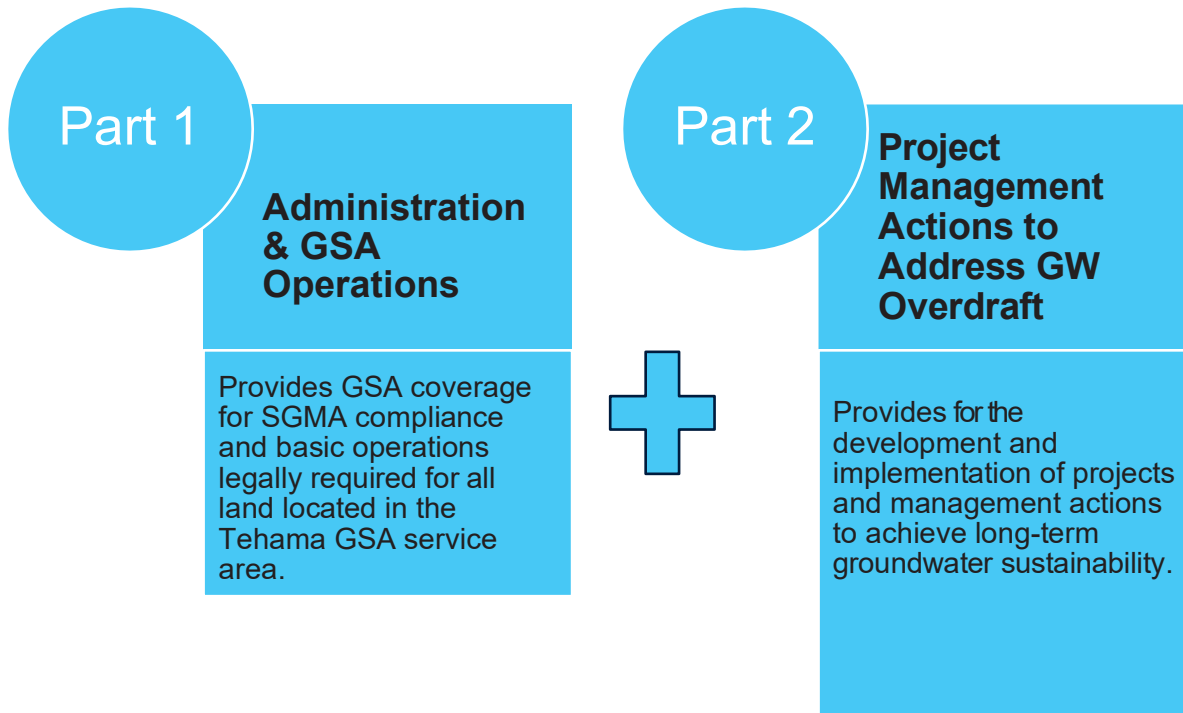 Part 1
Administration
& GSA
Operations
Provides GSA coverage
for SGMA compliance
and basic operations
legally required for all
land located in the
Tehama GSA service
area.
Part 2
Project
Management
Actions to
Address GW
Overdraft
Provides for the
development and
implementation of projects
and management actions
to achieve long-term
groundwater sustainability.